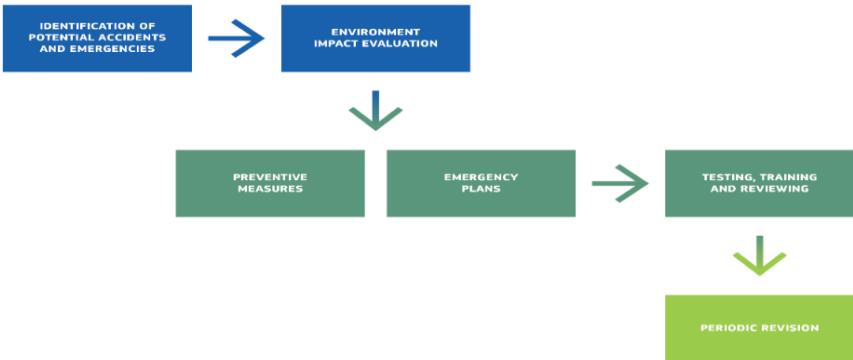 IDENTIFICATION OF
POTENTIAL ACCIDENTS
AND EMERGENCIES
ENVIRONMENT
IMPACT EVALUATION
PREVENTIVE
MEASURES
EMERGENCY
PLANS
TESTING, TRAINING
AND REVIEWING
PERIODIC REVISION